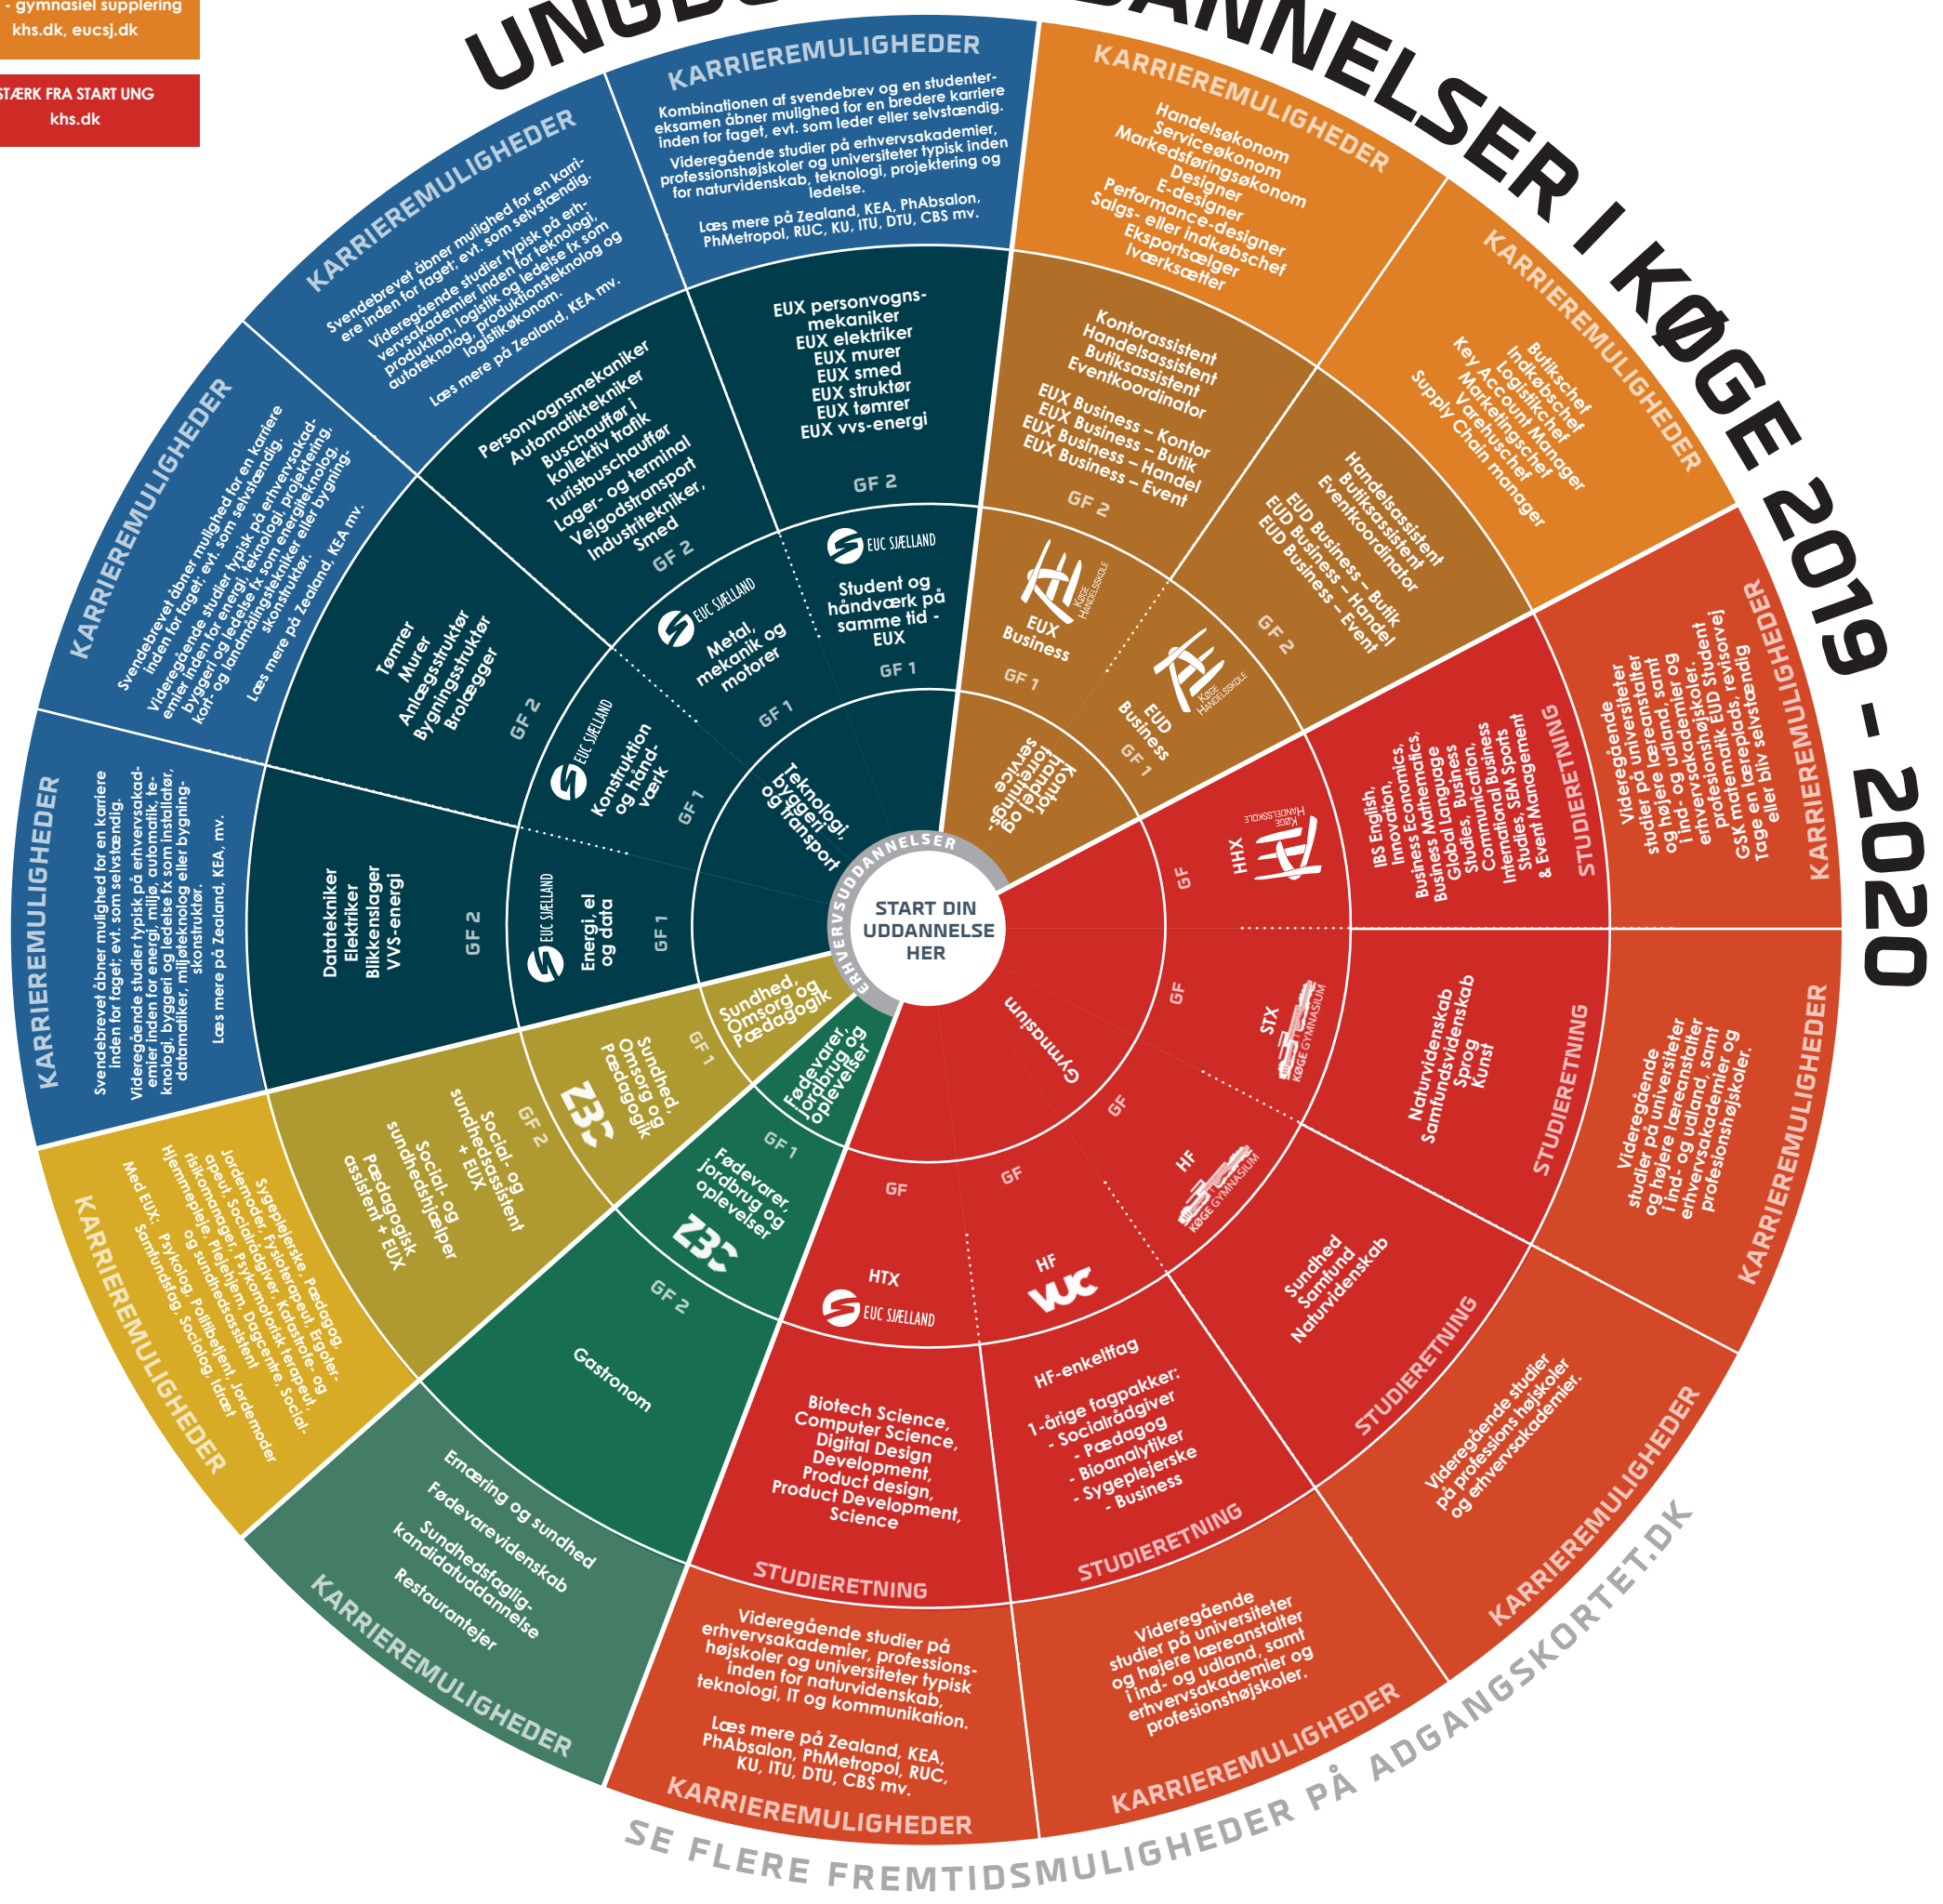 - gymnasiel supplering
khs.dk, eucsj.dk
STÆRK FRA START UNG
khs.dk
DANNELSER I KØGE 2019 - 2020
START DIN
UDDANNELSE
HER
ERHVERVSUDDANNELSER
Teknologi,
byggeri
og transport
GF 1
EUC SJÆLLAND
Energi, el
og data
GF 2
Datatekniker
Elektriker
Blikkenslager
VVS-energi
Svendebrevet åbner mulighed for en karriere
inden for faget; evt. som selvstændig.
Videregående studier typisk på erhvervsakad-
emier inden for energi, miljø, automatik, te-
knologi, byggeri og ledelse fx som installatør,
datamatiker, miljøteknolog eller bygning-
skonstruktør.
Læs mere på Zealand, KEA, mv.
KARRIEREMULIGHEDER
GF 1
EUC SJÆLLAND
Konstruktion
og hånd-
værk
GF 2
Tømrer
Murer
Anlægsstruktør
Bygningsstruktør
Brolægger
Svendebrevet åbner mulighed for en karriere
inden for faget; evt. som selvstændig.
Videregående studier typisk på erhvervsakad-
emier inden for energi, teknologi, projektering,
byggeri og ledelse fx som energiteknolog,
kort- og landmålingstekniker eller bygning-
skonstruktør.
Læs mere på Zealand, KEA mv.
KARRIEREMULIGHEDER
GF 1
EUC SJÆLLAND
Metal,
mekanik og
motorer
GF 2
Personvognsmekaniker
Automatiktekniker
Buschauffør i
kollektiv trafik
Turistbuschauffør
Lager- og terminal
Vejgodstransport
Industritekniker,
Smed
Svendebrevet åbner mulighed for en karri-
ere inden for faget; evt. som selvstændig.
Videregående studier typisk på erh-
vervsakademier inden for teknologi,
produktion, logistik og ledelse fx som
autoteknolog, produktionsteknolog og
logistikøkonom.
Læs mere på Zealand, KEA mv.
KARRIEREMULIGHEDER
EUC SJÆLLAND
Student og
håndværk på
samme tid -
EUX
GF 1
EUX personvogns-
mekaniker
EUX elektriker
EUX murer
EUX smed
EUX struktør
EUX tømrer
EUX vvs-energi
GF 2
KARRIEREMULIGHEDER
Kombinationen af svendebrev og en studenter-
eksamen åbner mulighed for en bredere karriere
inden for faget, evt. som leder eller selvstændig.
Videregående studier på erhvervsakademier,
professionshøjskoler og universiteter typisk inden
for naturvidenskab, teknologi, projektering og
ledelse.
Læs mere på Zealand, KEA, PhAbsalon,
PhMetropol, RUC, KU, ITU, DTU, CBS mv.
Kontor,
handel og
forretnings-
service
KØGE
HANDELSSKOLE
EUX
Business
GF 1
Kontorassistent
Handelsassistent
Butiksassistent
Eventkoordinator
EUX Business – Kontor
EUX Business – Butik
EUX Business – Handel
EUX Business – Event
GF 2
KARRIEREMULIGHEDER
Handelsøkonom
Serviceøkonom
Markedsføringsøkonom
Designer
E-designer
Performance-designer
Salgs- eller indkøbschef
Eksportsælger
Iværksætter
KØGE
HANDELSSKOLE
EUD
Business
GF 1
Handelsassistent
Butiksassistent
Eventkoordinator
EUD Business – Butik
EUD Business – Handel
EUD Business – Event
GF 2
KARRIEREMULIGHEDER
Butikschef
Indkøbschef
Logistikchef
Key Account Manager
Marketingschef
Varehuschef
Supply Chain manager
Gymnasium
GF
HHX
KØGE
HANDELSSKOLE
IBS English,
Innovation,
Business Economics,
Business Mathematics
Business Language
Global Business
Studies, Business
Communication,
International Business
Studies, SEM Sports
& Event Management
STUDIERETNING
Videregående
studier på universiteter
og højere læreanstalter
i ind- og udland, samt
erhvervsakademier og
professionshøjskoler.
GSK matematik EUD Student
Tage en læreplads, revisorvej
eller bliv selvstændig
KARRIEREMULIGHEDER
KARRIEREMULIGHEDER
GF
STX
KØGE GYMNASIUM
Naturvidenskab
Samfundsvidenskab
Sprog
Kunst
STUDIERETNING
Videregående
studier på universiteter
og højere læreanstalter
i ind- og udland, samt
erhvervsakademier og
profesionshøjskoler.
KARRIEREMULIGHEDER
GF
HF
KØGE GYMNASIUM
Sundhed
Samfund
Naturvidenskab
STUDIERETNING
Videregående studier
på professions højskoler
og erhvervsakademier.
KARRIEREMULIGHEDER
GF
HF
VUC
HF-enkeltfag
1-årige fagpakker:
- Socialrådgiver
- Pædagog
- Bioanalytiker
- Sygeplejerske
- Business
STUDIERETNING
Videregående
studier på universiteter
og højere læreanstalter
i ind- og udland, samt
erhvervsakademier og
profesionshøjskoler.
KARRIEREMULIGHEDER
GF
HTX
EUC SJÆLLAND
Biotech Science,
Computer Science,
Digital Design
Development,
Product design,
Product Development,
Science
STUDIERETNING
Videregående studier på
erhvervsakademier, professions-
højskoler og universiteter typisk
inden for naturvidenskab,
teknologi, IT og kommunikation.
Læs mere på Zealand, KEA,
PhAbsalon, PhMetropol, RUC,
KU, ITU, DTU, CBS mv.
KARRIEREMULIGHEDER
Fødevarer,
jordbrug og
oplevelser
GF 1
Fødevarer,
jordbrug og
oplevelser
ZBC
GF 2
Gastronom
Ernæring og sundhed
Fødevarevidenskab
Sundhedsfaglig-
kandidatuddannelse
Restaurantejer
KARRIEREMULIGHEDER
Sundhed,
Omsorg og
Pædagogik
GF 1
Sundhed,
Omsorg og
Pædagogik
ZBC
GF 2
Social- og
sundhedsassistent
+ EUX
Social- og
sundhedshjælper
Pædagogisk
assistent + EUX
Sygeplejerske, Pædagog,
Jordemoder, Fysioterapeut, Ergoter-
apeut, Socialrådgiver, Katastrofe- og
risikomanager, Psykomotorisk terapeut,
Hjemmepleje, Plejehjem, Dagcentre, Social-
og sundhedsassistent
Med EUX: Psykolog, Politibetjent, Jordemoder
Samfundsfag, Sociolog, Idræt
KARRIEREMULIGHEDER
SE FLERE FREMTIDSMULIGHEDER PÅ ADGANGSKORTET.DK